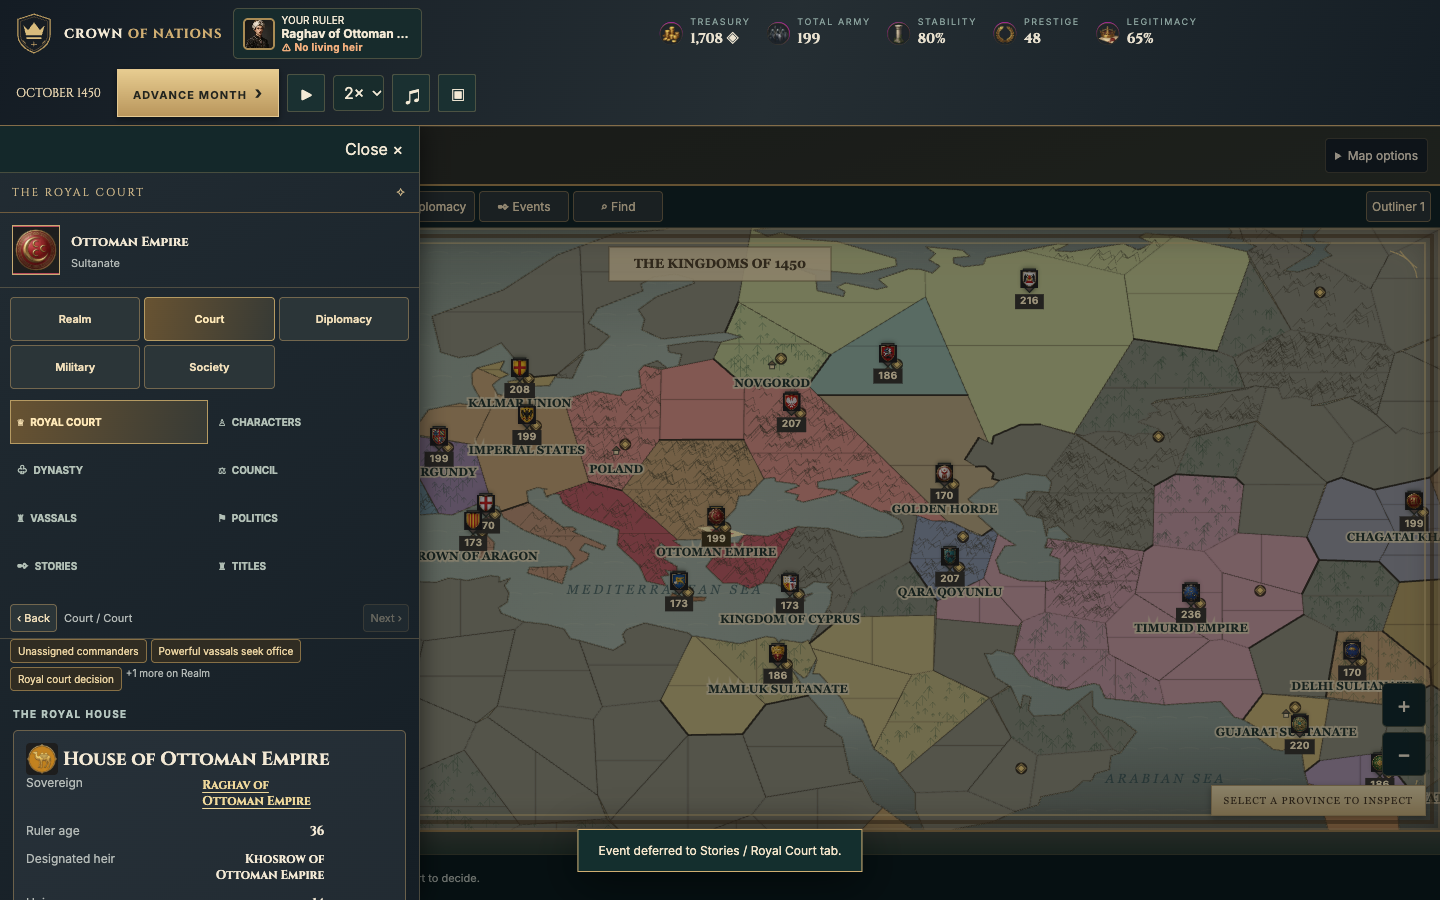 CROWN OF NATIONS
YOUR RULER
Raghav of Ottoman ...
⚠ No living heir
TREASURY
1,708 ◈
TOTAL ARMY
199
STABILITY
80%
PRESTIGE
48
LEGITIMACY
65%
OCTOBER 1450
ADVANCE MONTH ›
2×
Close ×
Map options
THE ROYAL COURT
plomacy
Events
Find
Outliner 1
OTTOMAN EMPIRE
Sultanate
Realm
Court
Diplomacy
Military
Society
ROYAL COURT
CHARACTERS
DYNASTY
COUNCIL
VASSALS
POLITICS
STORIES
TITLES
‹ Back
Court / Court
Next ›
Unassigned commanders
Powerful vassals seek office
Royal court decision
+1 more on Realm
THE ROYAL HOUSE
HOUSE OF OTTOMAN EMPIRE
Sovereign
RAGHAV OF
OTTOMAN EMPIRE
Ruler age
36
Designated heir
KHOSROW OF
OTTOMAN EMPIRE
THE KINGDOMS OF 1450
216
NOVGOROD
186
208
KALMAR UNION
207
199
IMPERIAL STATES
199
RGUNDY
POLAND
170
GOLDEN HORDE
70
173
ROWN OF ARAGON
199
OTTOMAN EMPIRE
199
CHAGATAI KH
207
QARA QOYUNLU
MEDITERRANEAN SEA
173
173
KINGDOM OF CYPRUS
236
TIMURID EMPIRE
186
MAMLUK SULTANATE
170
DELHI SULTAN
GUJARAT SULTANATE
220
ARABIAN SEA
186
+
−
SELECT A PROVINCE TO INSPECT
Event deferred to Stories / Royal Court tab.
rt to decide.